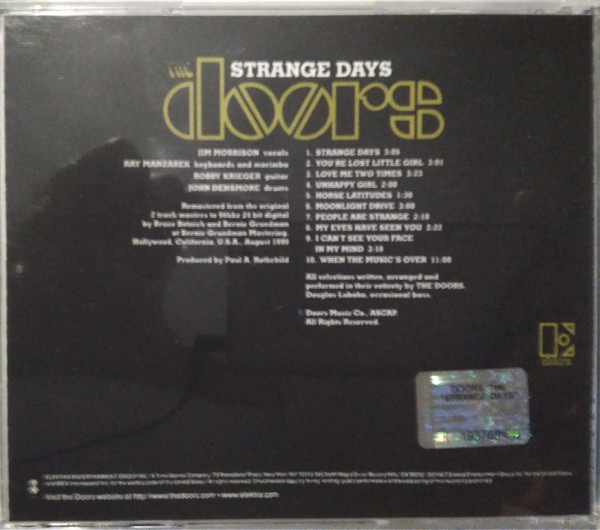 STRANGE DAYS
THE
doors
JIM MORRISON vocals
RAY MANZAREK keyboards and marimba
ROBBY KRIEGER guitar
JOHN DENSMORE drums
Remastered from the original
2 track masters to 96khz 24 bit digital
by Bruce Botnick and Bernie Grundman
at Bernie Grundman Mastering,
Hollywood, California, U.S.A., August 1999
Produced by Paul A. Rothchild
1. STRANGE DAYS 3:05
2. YOU'RE LOST LITTLE GIRL 3:01
3. LOVE ME TWO TIMES 3:23
4. UNHAPPY GIRL 2:00
5. HORSE LATITUDES 1:30
6. MOONLIGHT DRIVE 3:00
7. PEOPLE ARE STRANGE 2:10
8. MY EYES HAVE SEEN YOU 2:22
9. I CAN'T SEE YOUR FACE
IN MY MIND 3:18
10. WHEN THE MUSIC'S OVER 11:00
All selections written, arranged and
performed in their entirety by THE DOORS.
Douglas Lubahn, occasional bass.
Doors Music Co., ASCAP.
All Rights Reserved.
doors
DOORS, THE
"STRANGE DAYS"
Visit the Doors website at http://www.thedoors.com • www.elektra.com